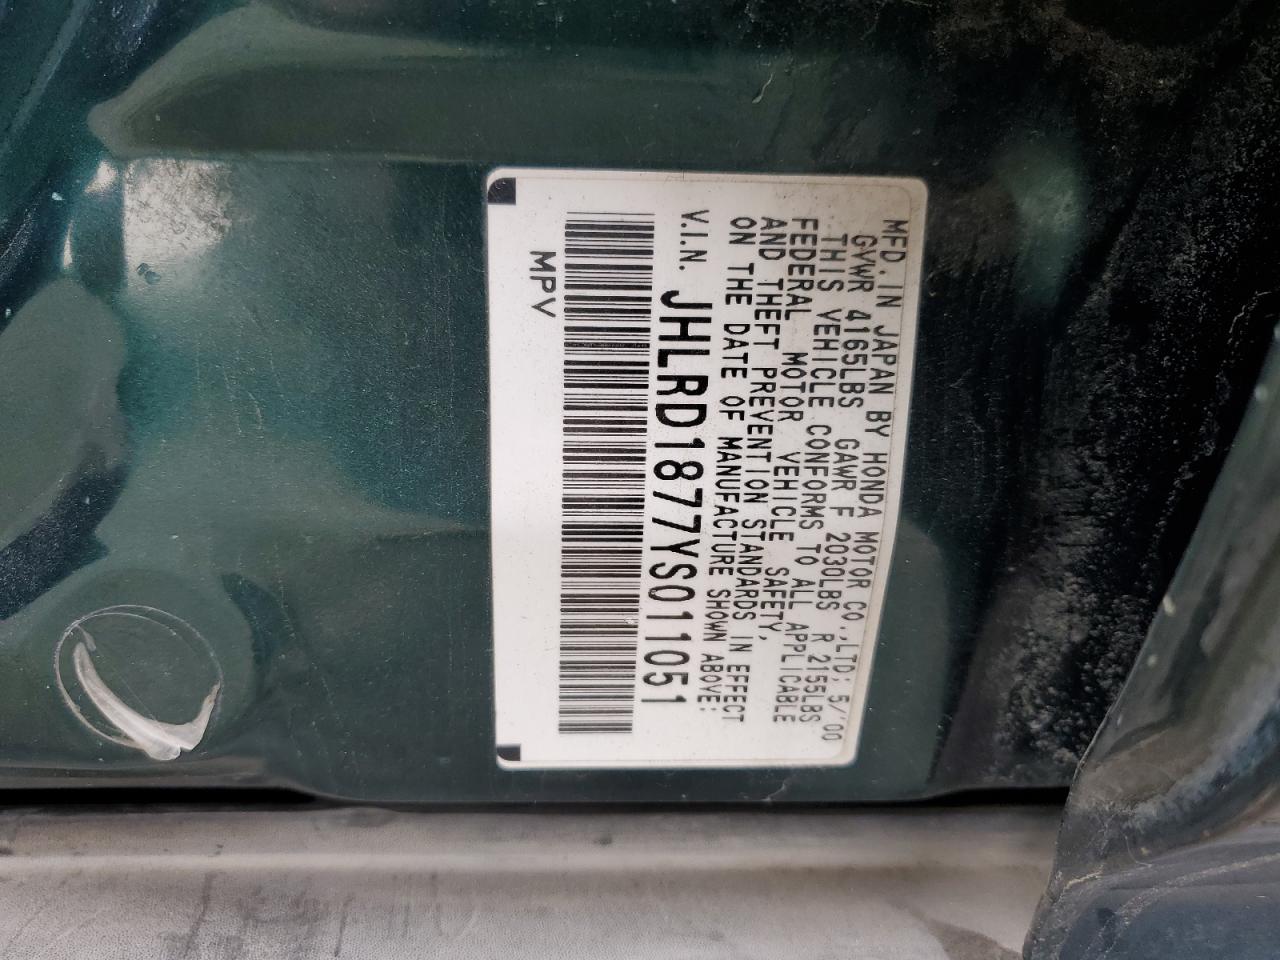 MFD. IN JAPAN BY HONDA MOTOR CO.,LTD; 5/00
GVWR 4165LBS GAWR F 2030LBS R 2155LBS
THIS VEHICLE CONFORMS TO ALL APPLICABLE
FEDERAL MOTOR VEHICLE SAFETY,
AND THEFT PREVENTION STANDARDS IN EFFECT
ON THE DATE OF MANUFACTURE SHOWN ABOVE;
V.I.N. JHLRD1877YS011051
MPV